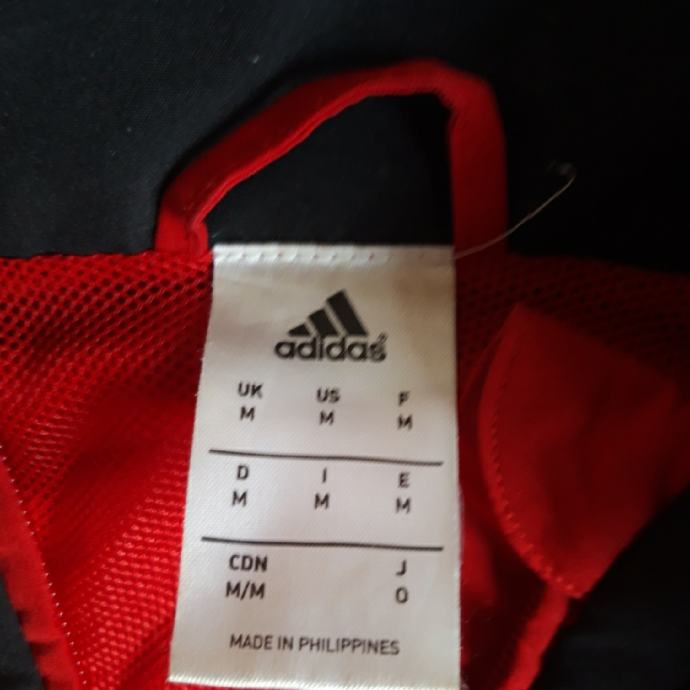 adidas
UK US F
M M M
D I E
M M M
CDN J
M/M O
MADE IN PHILIPPINES